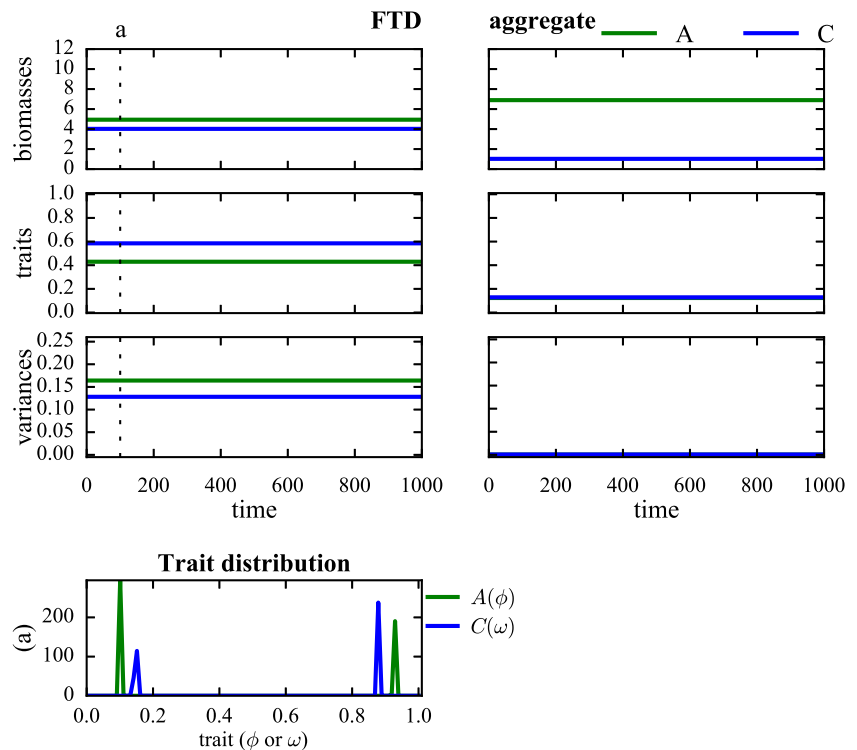 FTD
aggregate
a
A
C
12
10
8
6
4
2
0
biomasses
1.0
0.8
0.6
0.4
0.2
0.0
traits
0.25
0.20
0.15
0.10
0.05
0.00
variances
0 200 400 600 800 1000
time
0 200 400 600 800 1000
time
Trait distribution
(a)
200
100
0
0.0 0.2 0.4 0.6 0.8 1.0
trait (ϕ or ω)
A(ϕ)
C(ω)